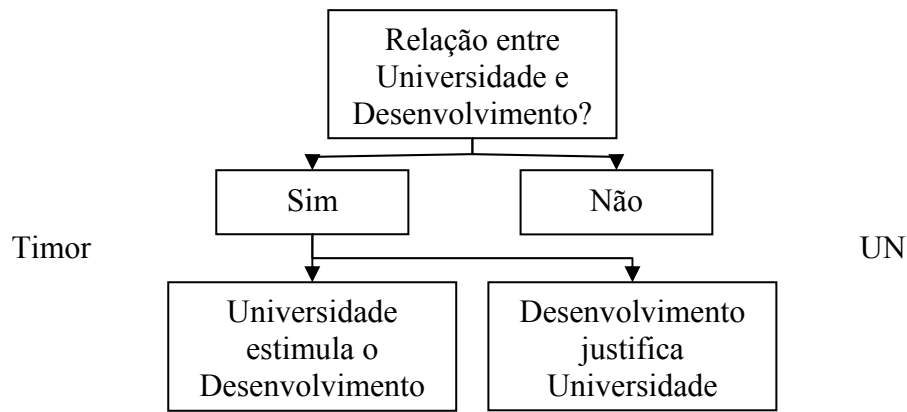 Relação entre
Universidade e
Desenvolvimento?
Sim
Não
Timor
UN
Universidade
estimula o
Desenvolvimento
Desenvolvimento
justifica
Universidade